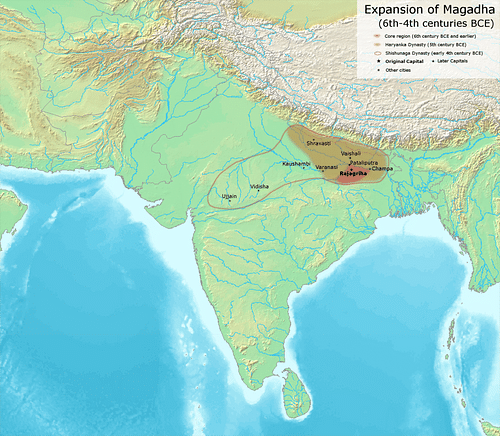 Expansion of Magadha
(6th-4th centuries BCE)
Core region (6th century BCE and earlier)
Haryanka Dynasty (5th century BCE)
Shishunaga Dynasty (early 4th century BCE)
Original Capital
Later Capitals
Other cities
Shravasti
Vaishali
Kaushambi
Varanasi
Pataliputra
Champa
Rajagriha
Vidisha
Ujjain